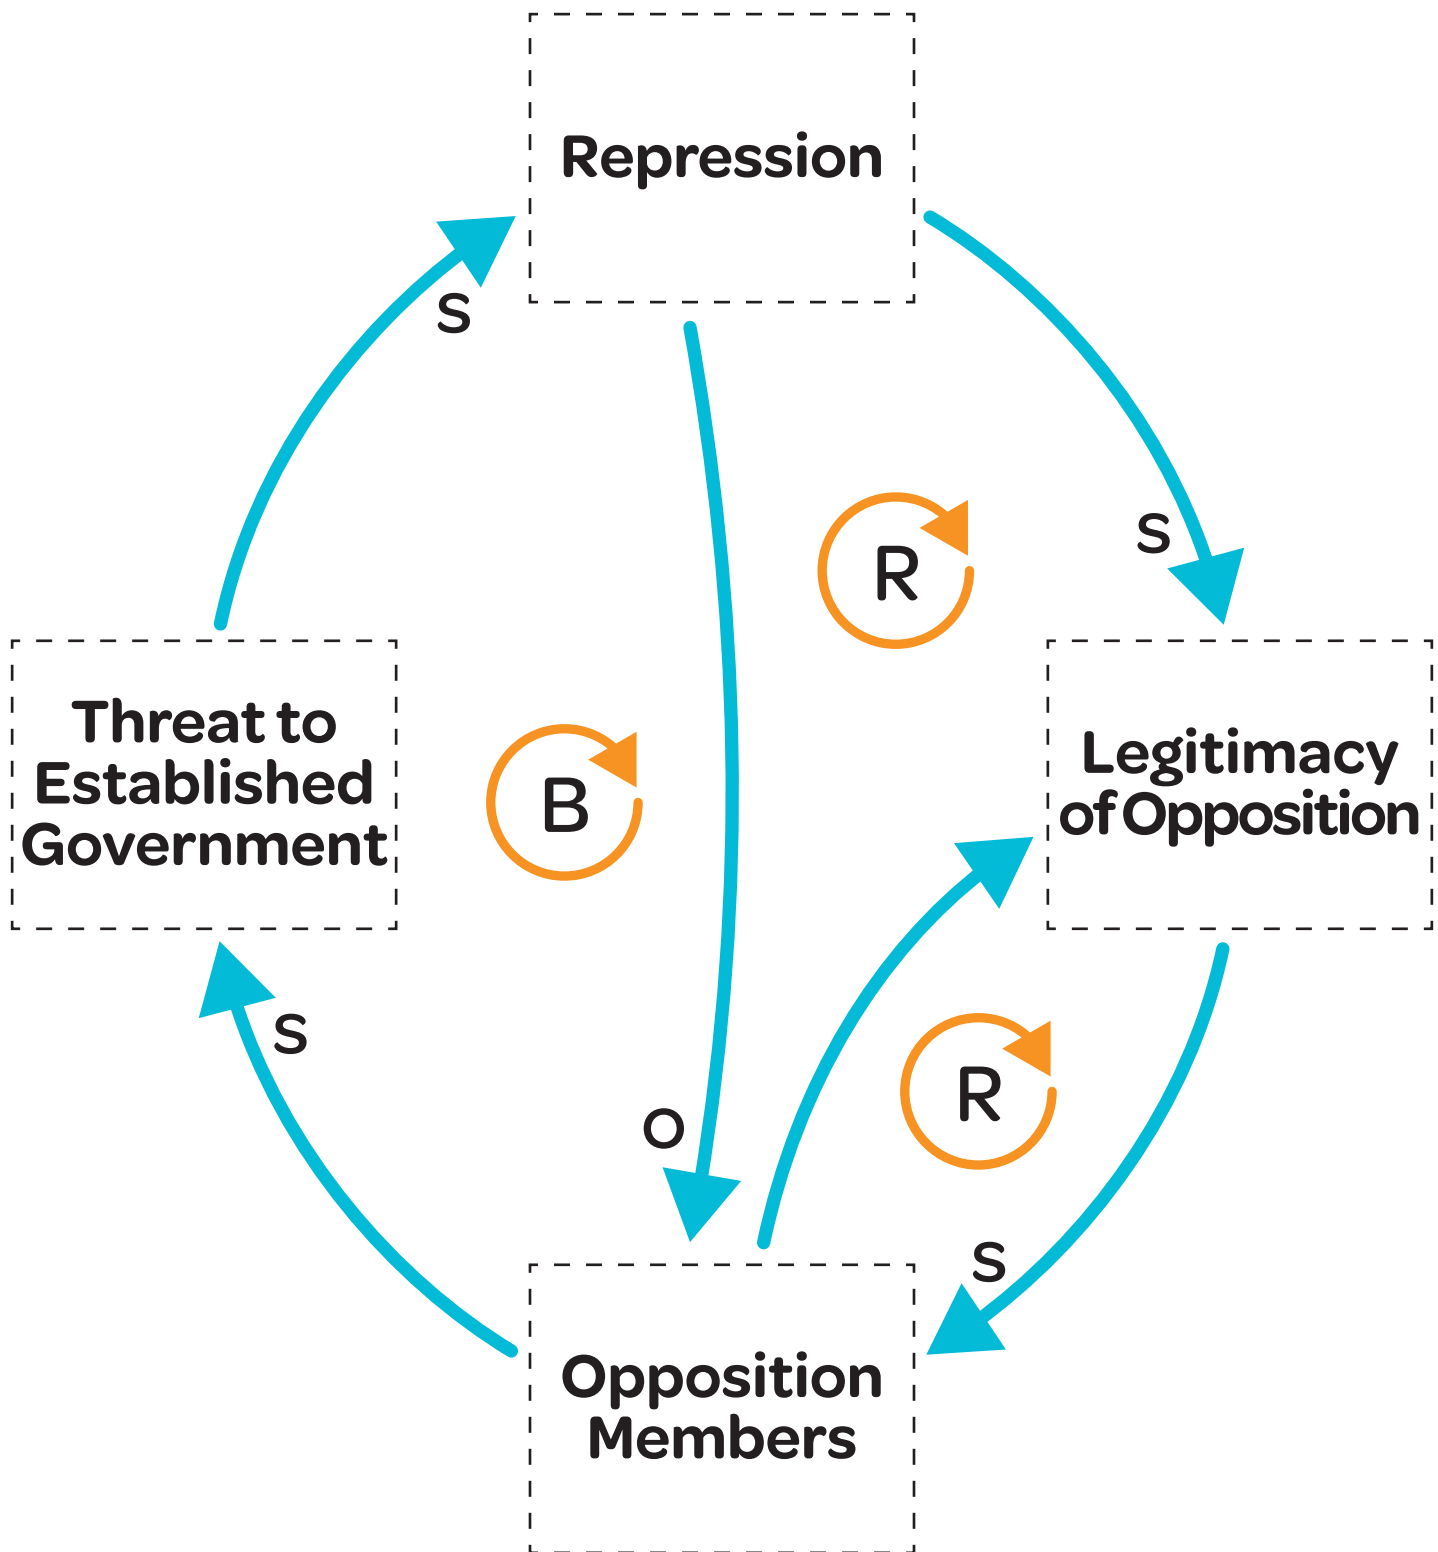 Repression
S
S
R
Threat to
Established
Government
B
Legitimacy
of Opposition
S
R
O
S
Opposition
Members